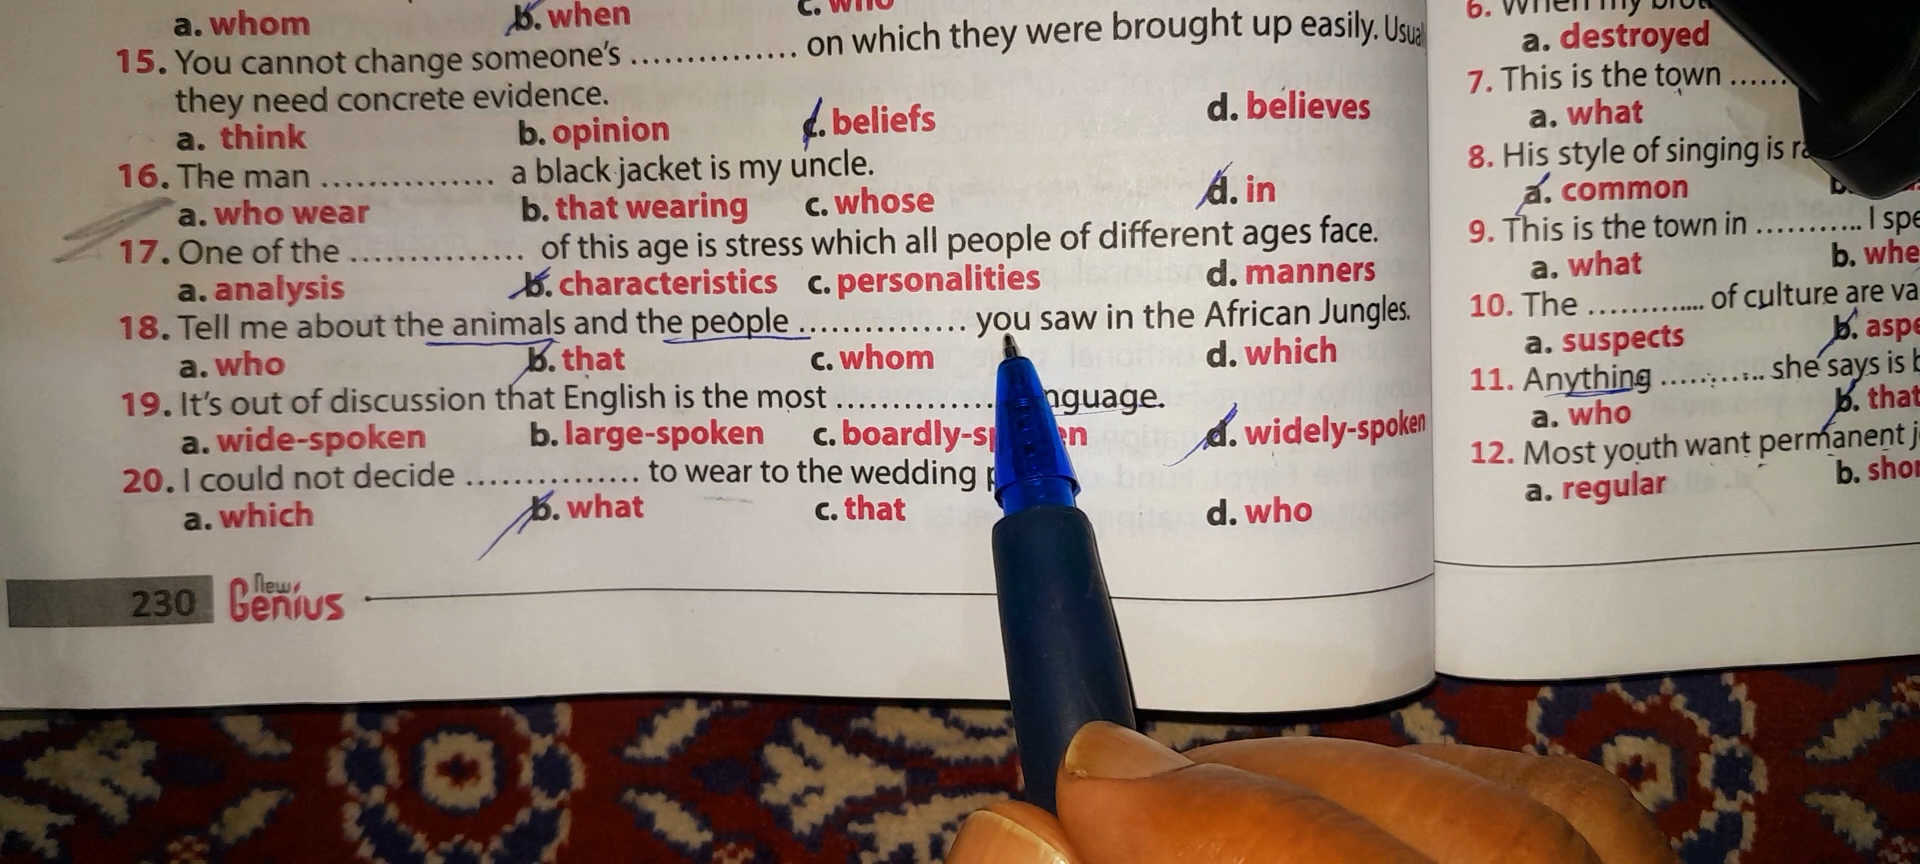 a. whom b. when c. who
15. You cannot change someone's ............... on which they were brought up easily.
they need concrete evidence.
a. think b. opinion c. beliefs d. believes
16. The man ............... a black jacket is my uncle.
a. who wear b. that wearing c. whose d. in
17. One of the ............... of this age is stress which all people of different ages face.
a. analysis b. characteristics c. personalities d. manners
18. Tell me about the animals and the people ............... you saw in the African Jungles.
a. who b. that c. whom d. which
19. It's out of discussion that English is the most ...............
a. wide-spoken b. large-spoken c. d. widely-spoken
20. I could not decide ............... to wear to the wedding
a. which b. what c. that d. who
230 New Genius
6. When my
a. destroyed
7. This is the town ......
a. what
8. His style of singing is
a. common
9. This is the town in ........... I
a. what b.
10. The ............ of culture are
a. suspects b.
11. Anything .......... she says is
a. who b. that
12. Most youth want permanent
a. regular b.